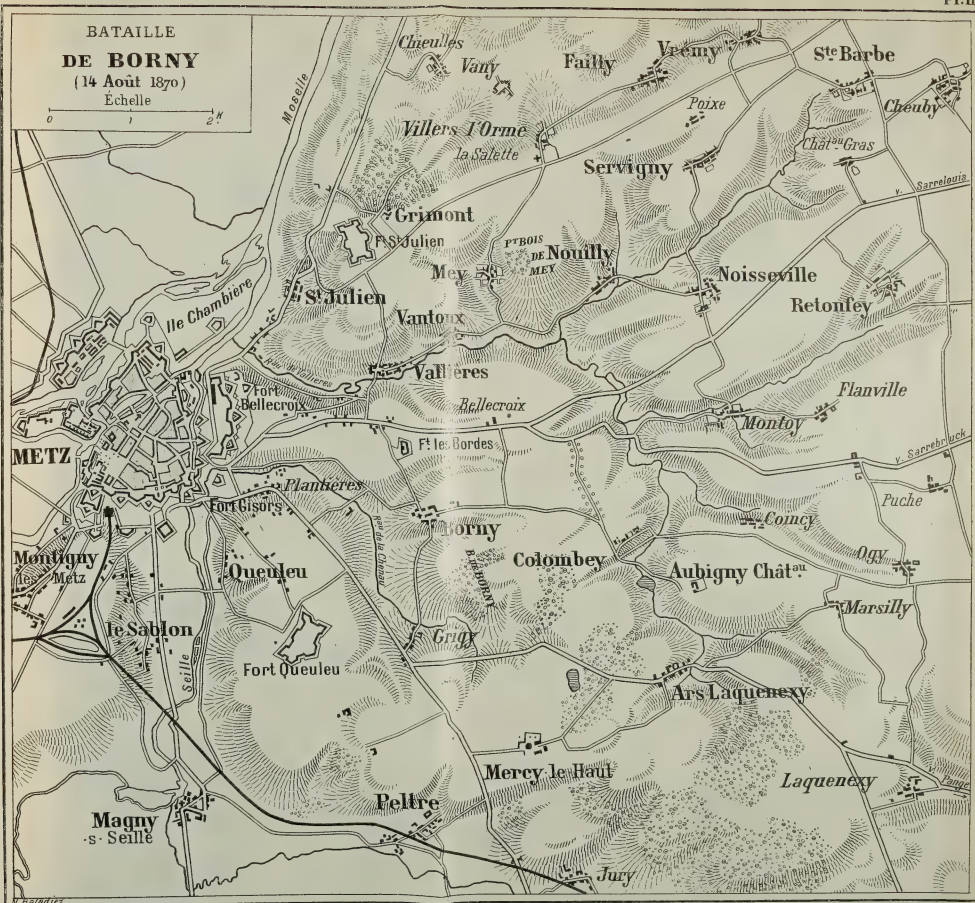 BATAILLE
DE BORNY
(14 Août 1870)
Échelle
0 1 2 K
Moselle
Chieulles
Vany
Failly
Vrémy
Ste Barbe
Cheuby
Poixe
Villers l'Orme
la Salette
Servigny
Châtau Gras
v. Sarrelouis
Grimont
Ft St Julien
Pt BOIS
DE
MEY
Nouilly
Mey
Noisseville
Retonfey
St Julien
Ile Chambière
Vantoux
Vallières
Fort
Bellecroix
Bellecroix
Flanville
Montoy
METZ
Ft les Bordes
v. Sarrebruck
Plantières
Fort Gisors
Puche
Borny
Coincy
Colombey
Ogy
Montigny
les Metz
Queuleu
B. DE BORNY
Aubigny Châtau.
Marsilly
le Sablon
Grigy
Seille
Fort Queuleu
Ars Laquenexy
Mercy le Haut
Laquenexy
Peltre
Magny
-s- Seille
Jury